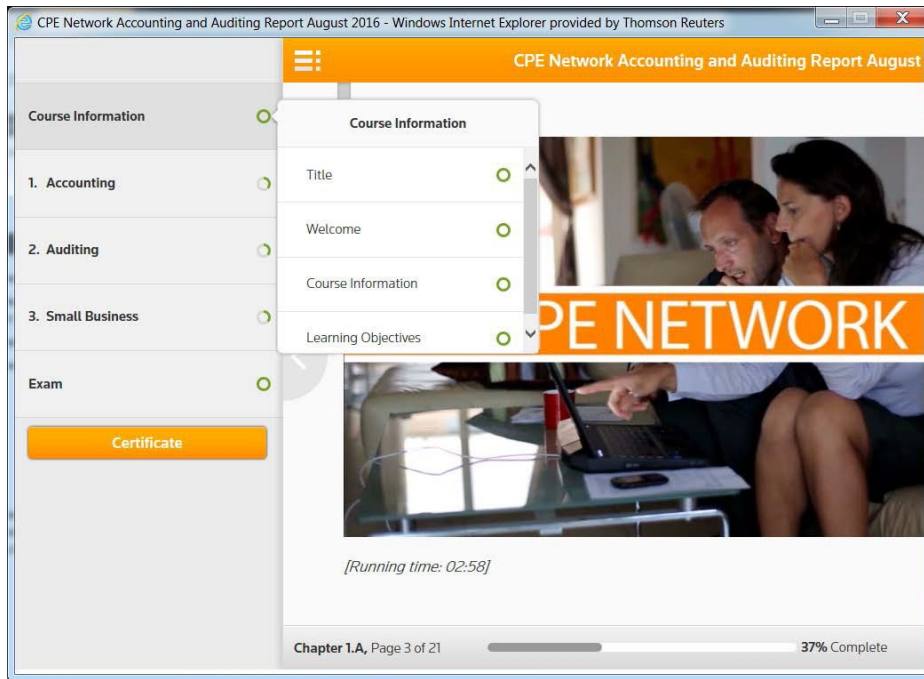 CPE Network Accounting and Auditing Report August 2016 - Windows Internet Explorer provided by Thomson Reuters
CPE Network Accounting and Auditing Report August
Course Information
1. Accounting
2. Auditing
3. Small Business
Exam
Certificate
Course Information
Title
Welcome
Course Information
Learning Objectives
PE NETWORK
[Running time: 02:58]
Chapter 1.A, Page 3 of 21
37% Complete